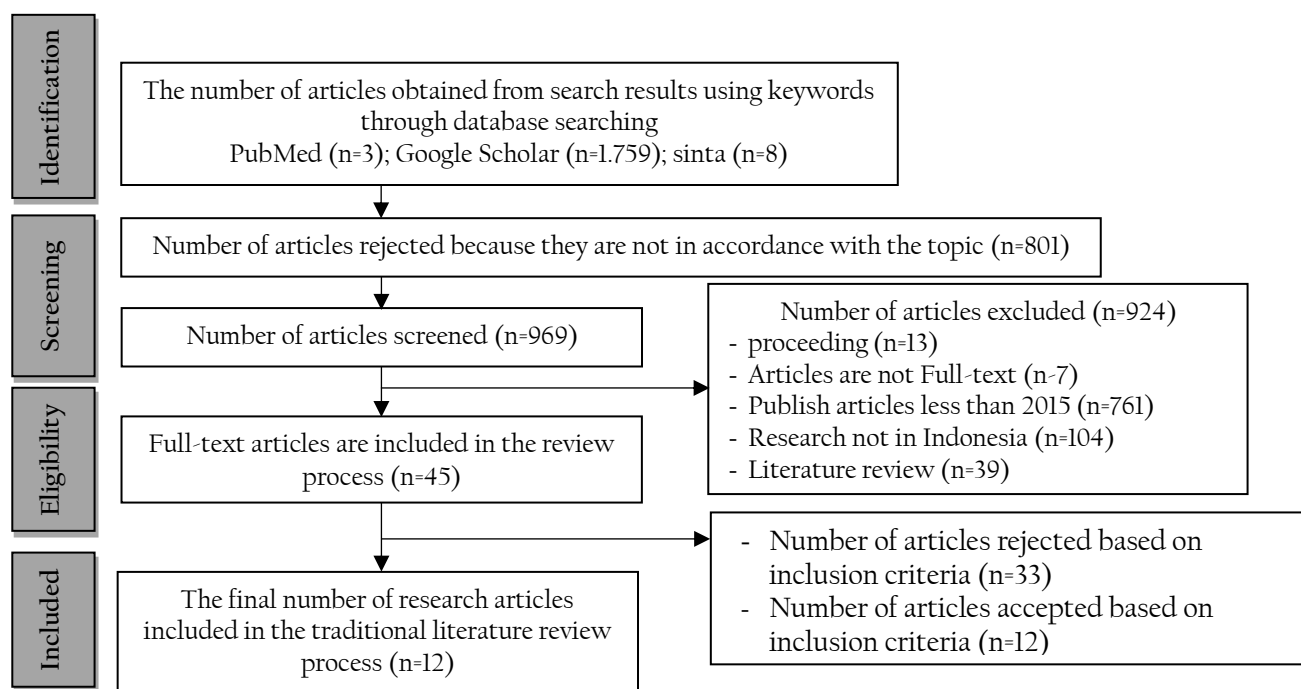 Identification
The number of articles obtained from search results using keywords
through database searching
PubMed (n=3); Google Scholar (n=1.759); sinta (n=8)
Screening
Number of articles rejected because they are not in accordance with the topic (n=801)
Number of articles screened (n=969)
Number of articles excluded (n=924)
- proceeding (n=13)
- Articles are not Full-text (n-7)
- Publish articles less than 2015 (n=761)
- Research not in Indonesia (n=104)
- Literature review (n=39)
Eligibility
Full-text articles are included in the review
process (n=45)
- Number of articles rejected based on
inclusion criteria (n=33)
- Number of articles accepted based on
inclusion criteria (n=12)
Included
The final number of research articles
included in the traditional literature review
process (n=12)